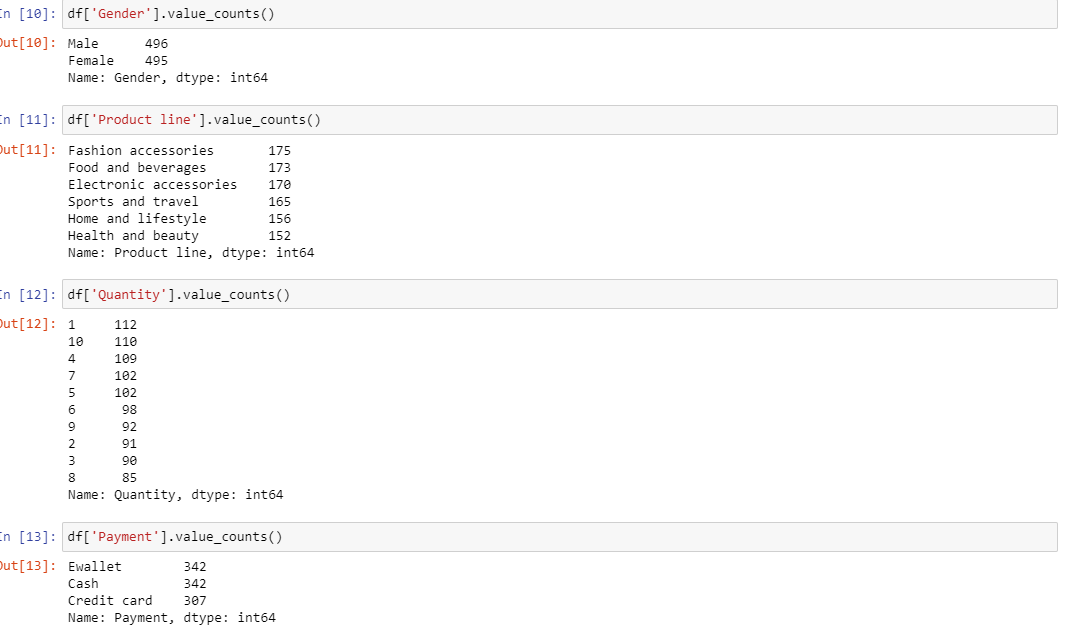 In [10]: df['Gender'].value_counts()
Out[10]: Male 496
Female 495
Name: Gender, dtype: int64
In [11]: df['Product line'].value_counts()
Out[11]: Fashion accessories 175
Food and beverages 173
Electronic accessories 170
Sports and travel 165
Home and lifestyle 156
Health and beauty 152
Name: Product line, dtype: int64
In [12]: df['Quantity'].value_counts()
Out[12]: 1 112
10 110
4 109
7 102
5 102
6 98
9 92
2 91
3 90
8 85
Name: Quantity, dtype: int64
In [13]: df['Payment'].value_counts()
Out[13]: Ewallet 342
Cash 342
Credit card 307
Name: Payment, dtype: int64